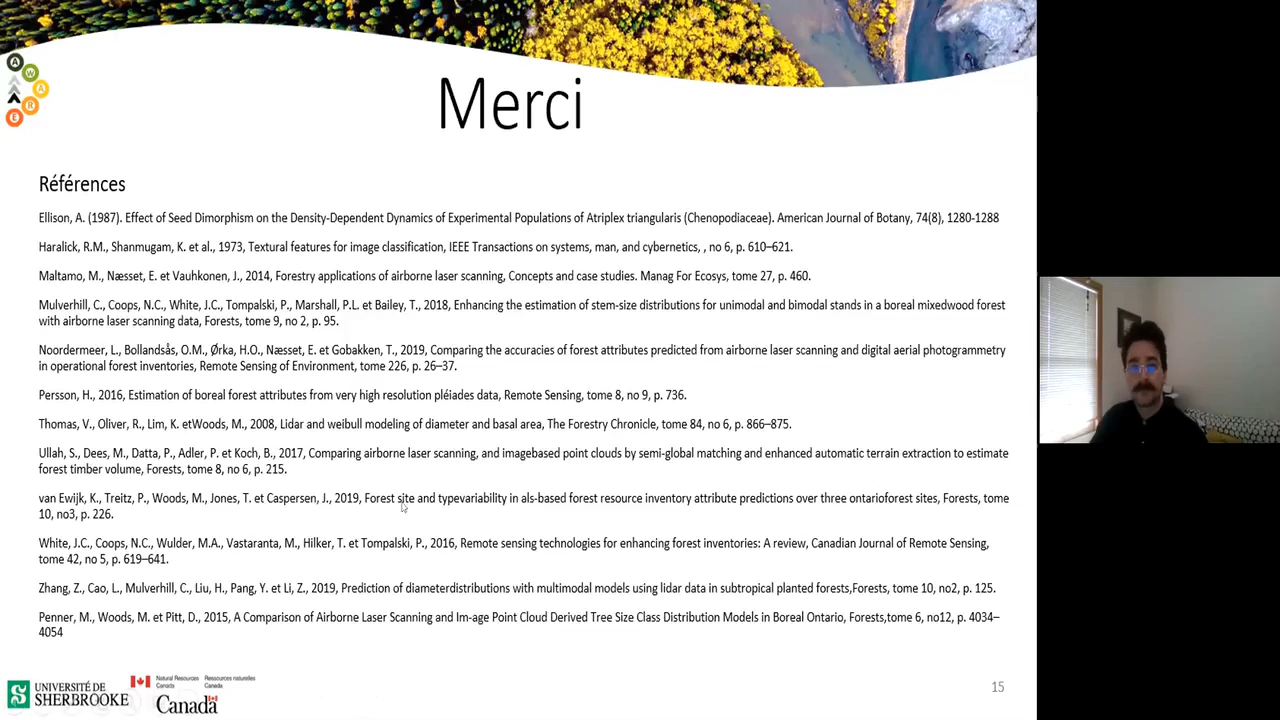 A
W
A
R
E
Merci
Références
Ellison, A. (1987). Effect of Seed Dimorphism on the Density-Dependent Dynamics of Experimental Populations of Atriplex triangularis (Chenopodiaceae). American Journal of Botany, 74(8), 1280-1288
Haralick, R.M., Shanmugam, K. et al., 1973, Textural features for image classification, IEEE Transactions on systems, man, and cybernetics, , no 6, p. 610–621.
Maltamo, M., Næsset, E. et Vauhkonen, J., 2014, Forestry applications of airborne laser scanning, Concepts and case studies. Manag For Ecosys, tome 27, p. 460.
Mulverhill, C., Coops, N.C., White, J.C., Tompalski, P., Marshall, P.L. et Bailey, T., 2018, Enhancing the estimation of stem-size distributions for unimodal and bimodal stands in a boreal mixedwood forest
with airborne laser scanning data, Forests, tome 9, no 2, p. 95.
Noordermeer, L., Bollandsås, O.M., Ørka, H.O., Næsset, E. et Gobakken, T., 2019, Comparing the accuracies of forest attributes predicted from airborne laser scanning and digital aerial photogrammetry
in operational forest inventories, Remote Sensing of Environment, tome 226, p. 26–37.
Persson, H., 2016, Estimation of boreal forest attributes from very high resolution pléiades data, Remote Sensing, tome 8, no 9, p. 736.
Thomas, V., Oliver, R., Lim, K. etWoods, M., 2008, Lidar and weibull modeling of diameter and basal area, The Forestry Chronicle, tome 84, no 6, p. 866–875.
Ullah, S., Dees, M., Datta, P., Adler, P. et Koch, B., 2017, Comparing airborne laser scanning, and imagebased point clouds by semi-global matching and enhanced automatic terrain extraction to estimate
forest timber volume, Forests, tome 8, no 6, p. 215.
van Ewijk, K., Treitz, P., Woods, M., Jones, T. et Caspersen, J., 2019, Forest site and typevariability in als-based forest resource inventory attribute predictions over three ontarioforest sites, Forests, tome
10, no3, p. 226.
White, J.C., Coops, N.C., Wulder, M.A., Vastaranta, M., Hilker, T. et Tompalski, P., 2016, Remote sensing technologies for enhancing forest inventories: A review, Canadian Journal of Remote Sensing,
tome 42, no 5, p. 619–641.
Zhang, Z., Cao, L., Mulverhill, C., Liu, H., Pang, Y. et Li, Z., 2019, Prediction of diameterdistributions with multimodal models using lidar data in subtropical planted forests,Forests, tome 10, no2, p. 125.
Penner, M., Woods, M. et Pitt, D., 2015, A Comparison of Airborne Laser Scanning and Im-age Point Cloud Derived Tree Size Class Distribution Models in Boreal Ontario, Forests,tome 6, no12, p. 4034–
4054
UNIVERSITÉ DE
SHERBROOKE
Natural Resources Ressources naturelles
Canada Canada
Canada
15